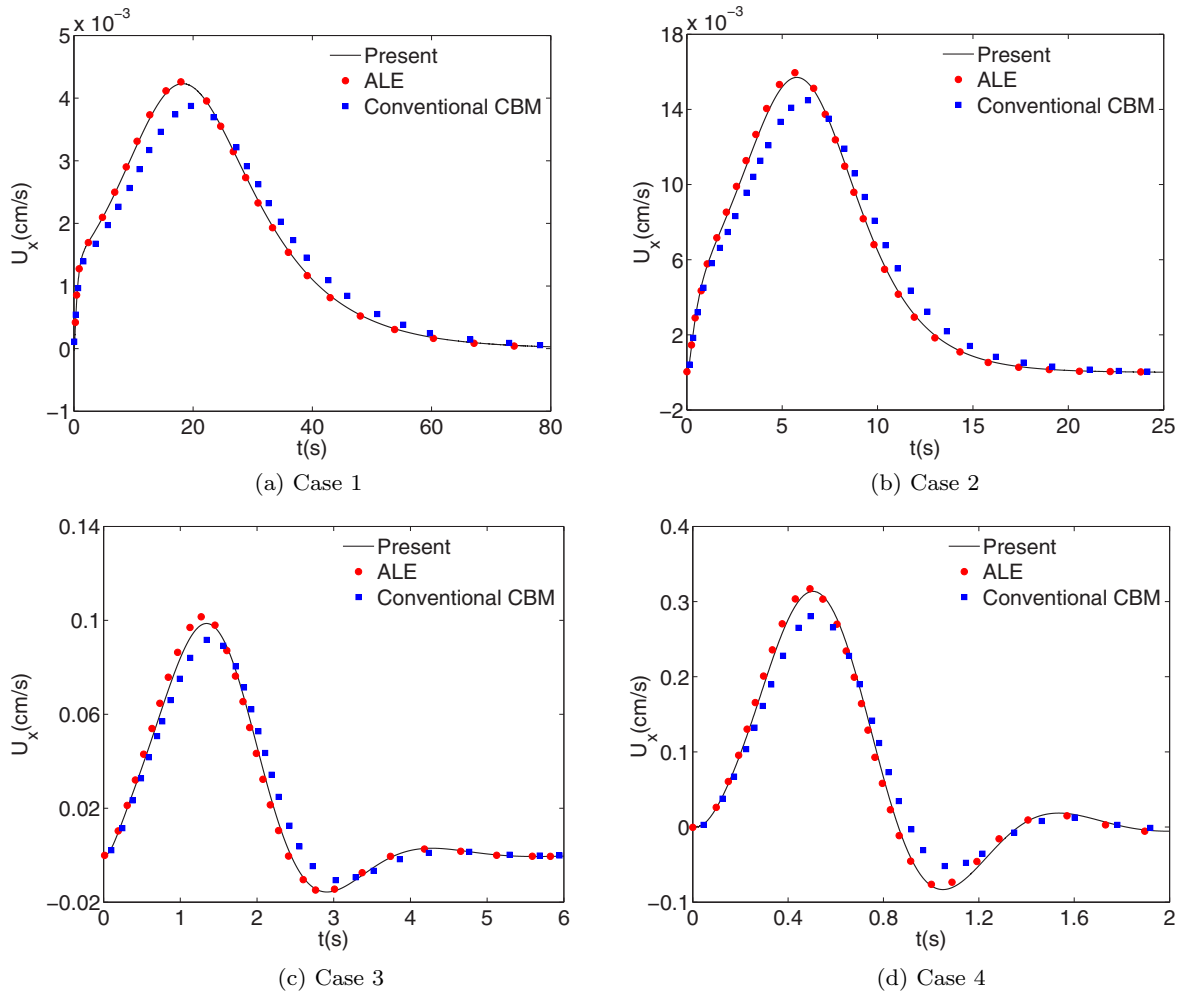 x 10⁻³
5
4
3
2
1
0
−1
U_x(cm/s)
Present
ALE
Conventional CBM
0 20 40 60 80
t(s)
(a) Case 1
x 10⁻³
18
14
10
6
2
−2
U_x(cm/s)
Present
ALE
Conventional CBM
0 5 10 15 20 25
t(s)
(b) Case 2
0.14
0.1
0.06
0.02
−0.02
U_x(cm/s)
Present
ALE
Conventional CBM
0 1 2 3 4 5 6
t(s)
(c) Case 3
0.4
0.3
0.2
0.1
0
−0.1
U_x(cm/s)
Present
ALE
Conventional CBM
0 0.4 0.8 1.2 1.6 2
t(s)
(d) Case 4